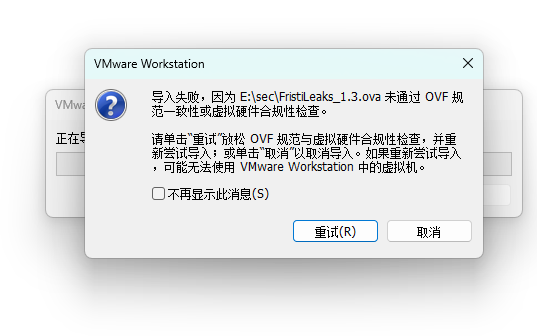 VMware Workstation
导入失败，因为 E:\sec\FristiLeaks_1.3.ova 未通过 OVF 规
范一致性或虚拟硬件合规性检查。
请单击“重试”放松 OVF 规范与虚拟硬件合规性检查，并重
新尝试导入；或单击“取消”以取消导入。如果重新尝试导入
，可能无法使用 VMware Workstation 中的虚拟机。
不再显示此消息(S)
重试(R)
取消
VMwa
正在导